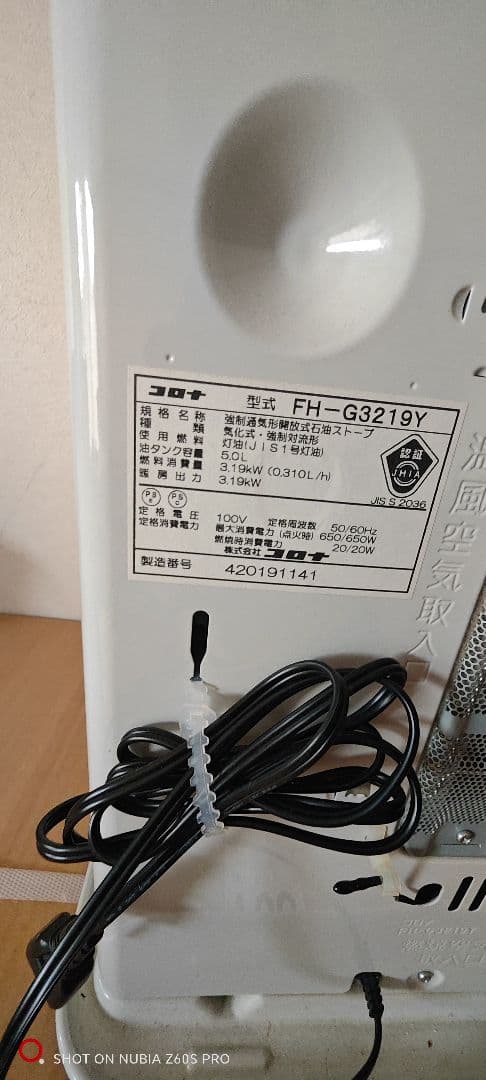 コロナ 型式 FH-G3219Y
規格名称 強制通気形開放式石油ストーブ
種類 気化式・強制対流形
使用燃料 灯油(JIS1号灯油)
油タンク容量 5.0L
燃料消費量 3.19kW (0.310L/h)
暖房出力 3.19kW
認証
JHIA
JIS S 2036
PSE PSC
定格電圧 100V 定格周波数 50/60Hz
定格消費電力 最大消費電力 (点火時) 650/650W
燃焼時消費電力 20/20W
株式会社 コロナ
製造番号 420191141
温風空気取入口
SHOT ON NUBIA Z60S PRO